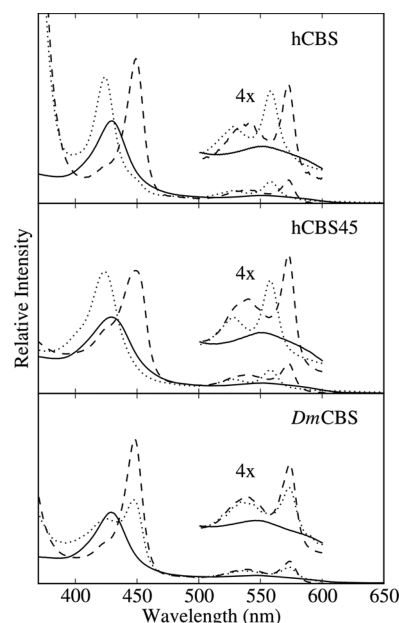 hCBS
4x
hCBS45
4x
Relative Intensity
DmCBS
4x
400 450 500 550 600 650
Wavelength (nm)